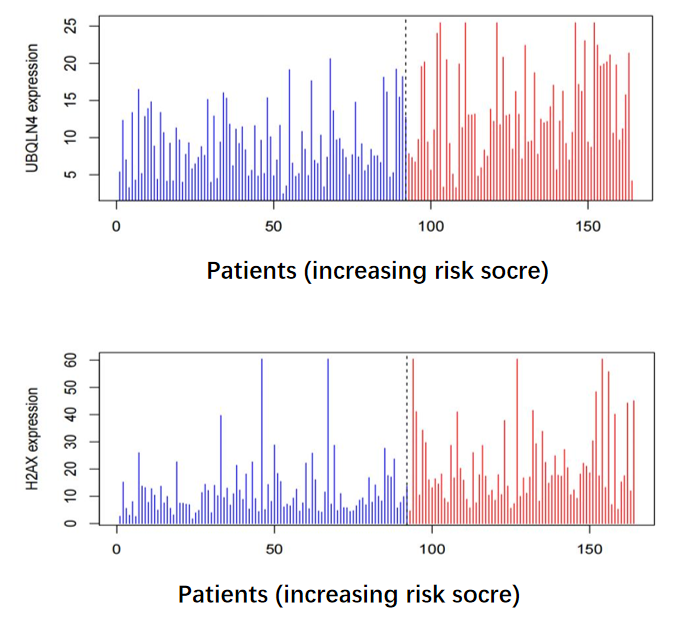 UBQLN4 expression
25
20
15
10
5
0 50 100 150
Patients (increasing risk socre)
H2AX expression
60
50
40
30
20
10
0
0 50 100 150
Patients (increasing risk socre)